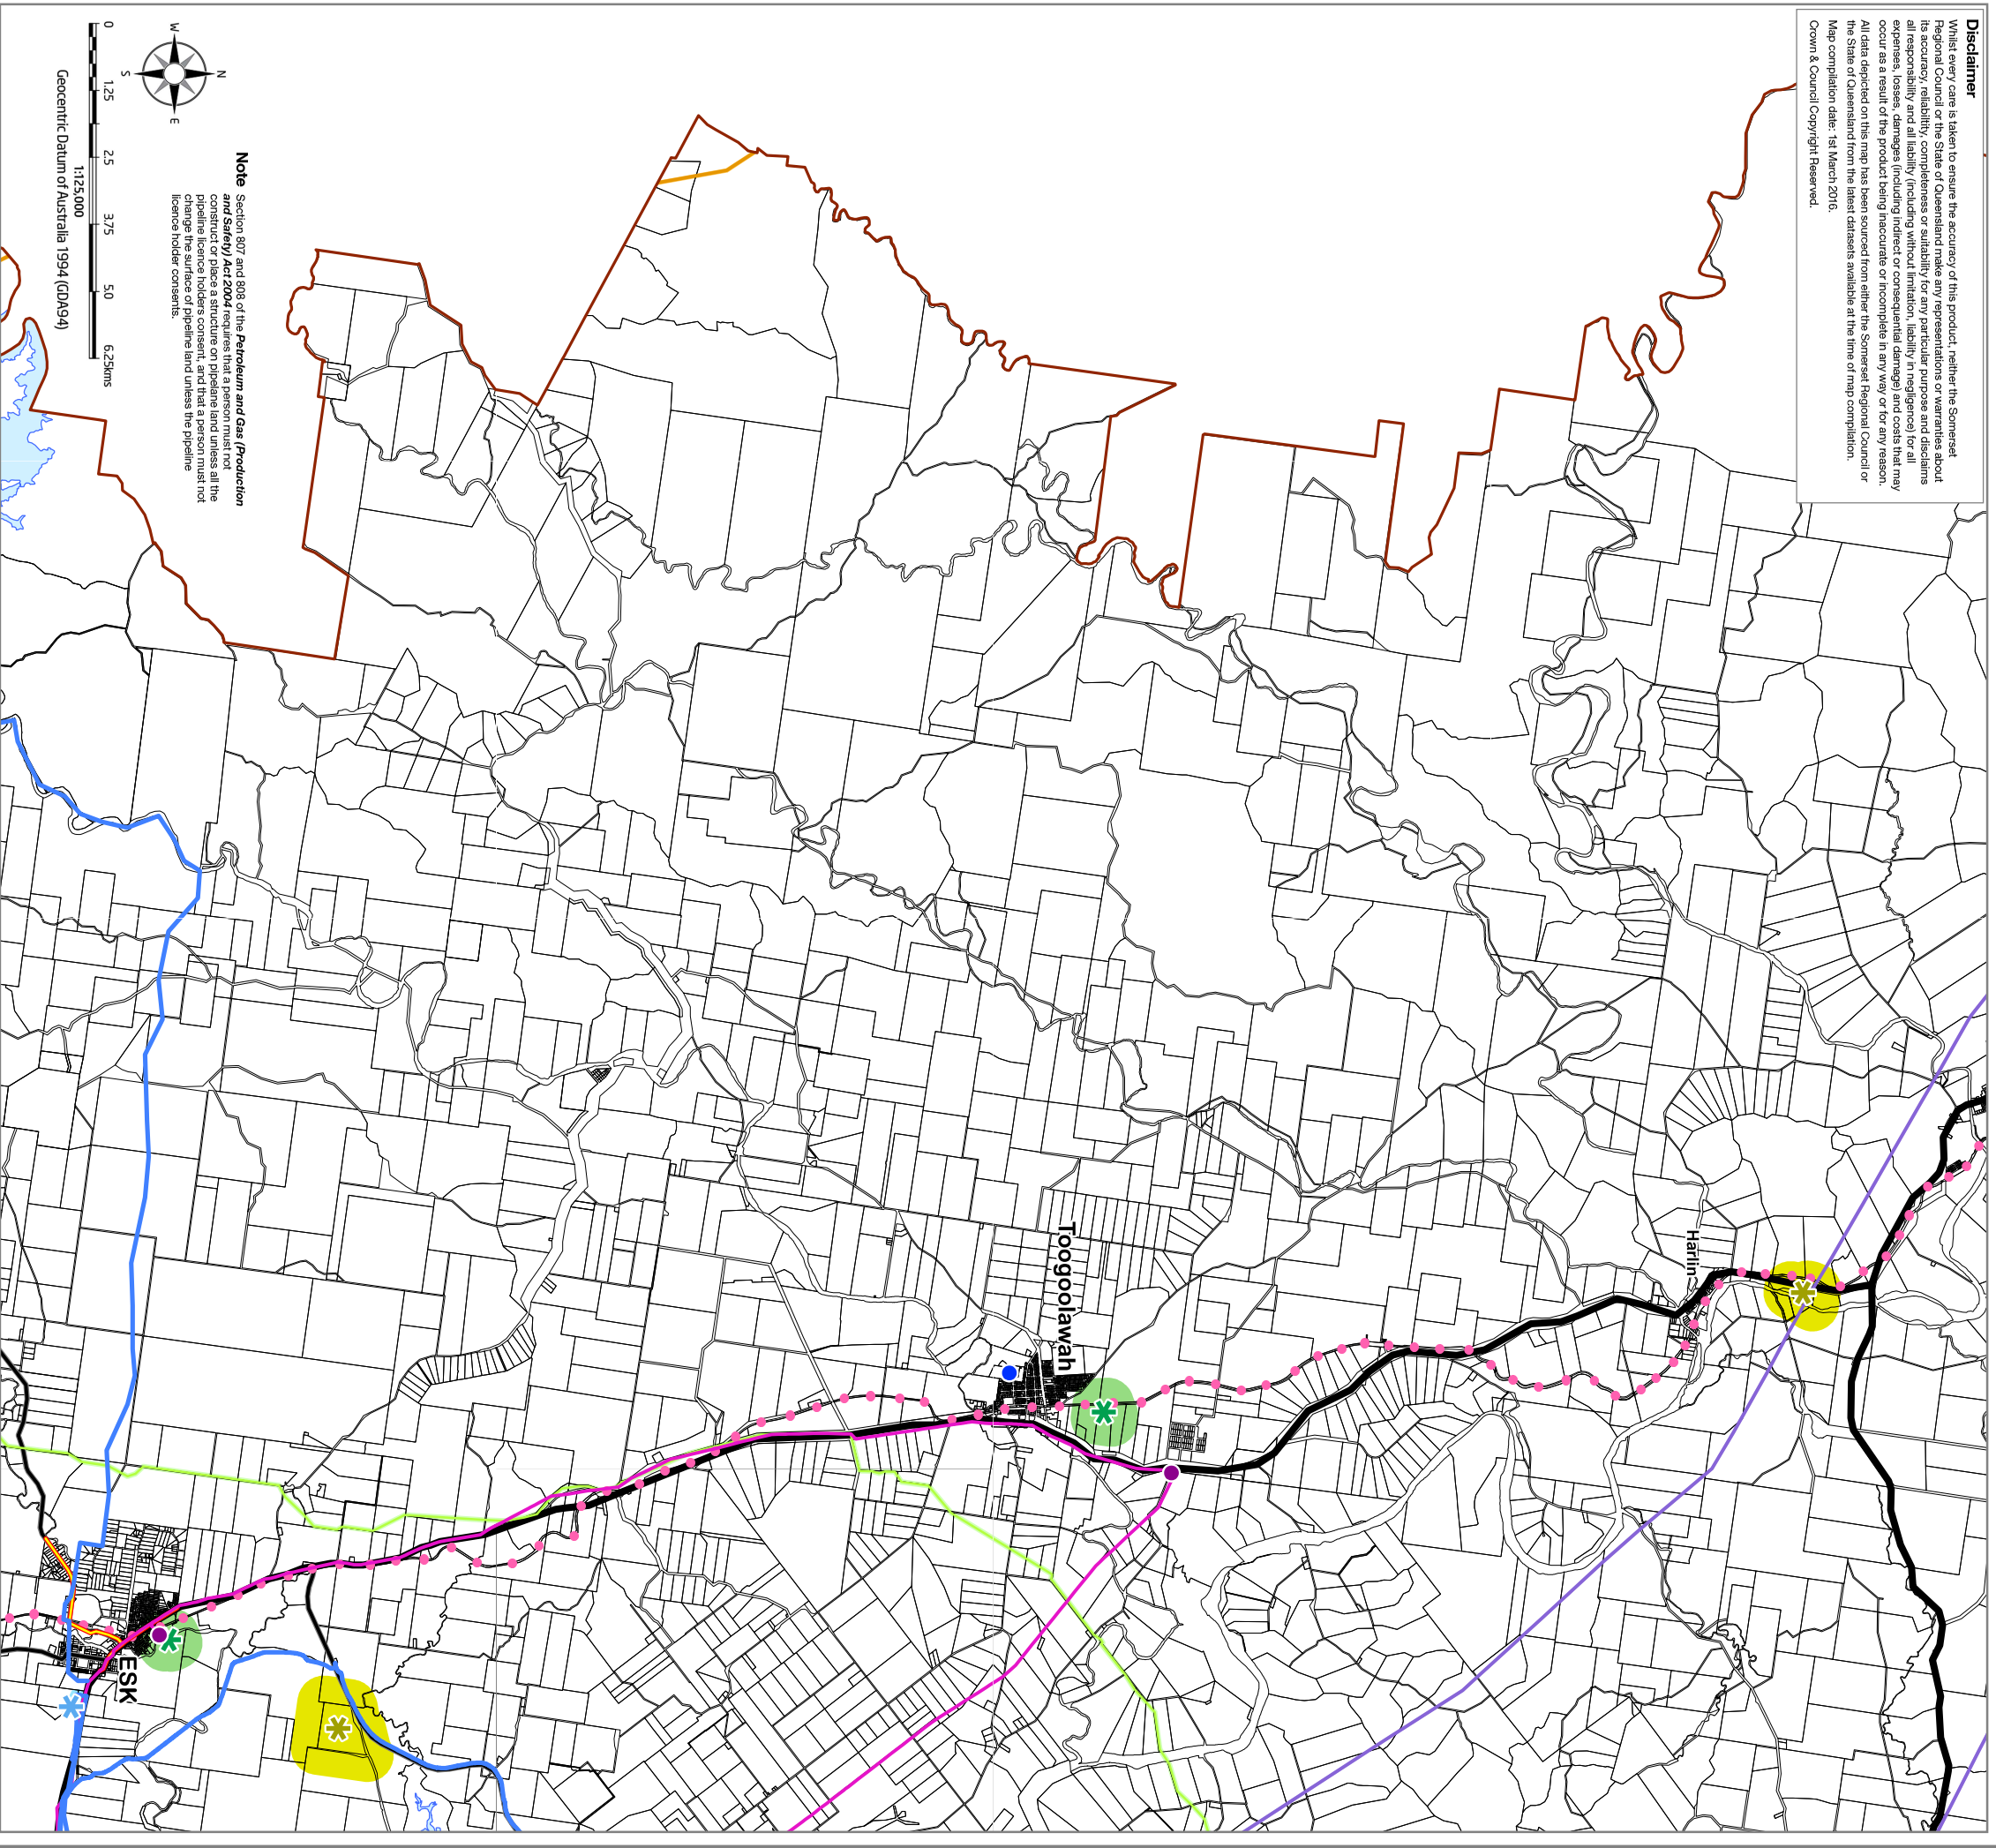 Disclaimer
Whilst every care is taken to ensure the accuracy of this product, neither the Somerset
Regional Council or the State of Queensland make any representations or warranties about
its accuracy, reliability, completeness or suitability for any particular purpose and disclaims
all responsibility and all liability (including without limitation, liability in negligence) for all
expenses, losses, damages (including indirect or consequential damage) and costs that may
occur as a result of the product being inaccurate or incomplete in any way or for any reason.
All data depicted on this map has been sourced from either the Somerset Regional Council or
the State of Queensland from the latest datasets available at the time of map compilation.
Map compilation date: 1st March 2016.
Crown & Council Copyright Reserved.
Harlin
Toogoolawah
ESK
Note Section 807 and 808 of the Petroleum and Gas (Production
and Safety) Act 2004 requires that a person must not
construct or place a structure on pipeline land unless all the
pipeline licence holders consent, and that a person must not
change the surface of pipeline land unless the pipeline
licence holder consents.
N
W
E
S
0 1.25 2.5 3.75 5.0 6.25kms
1:125,000
Geocentric Datum of Australia 1994 (GDA94)